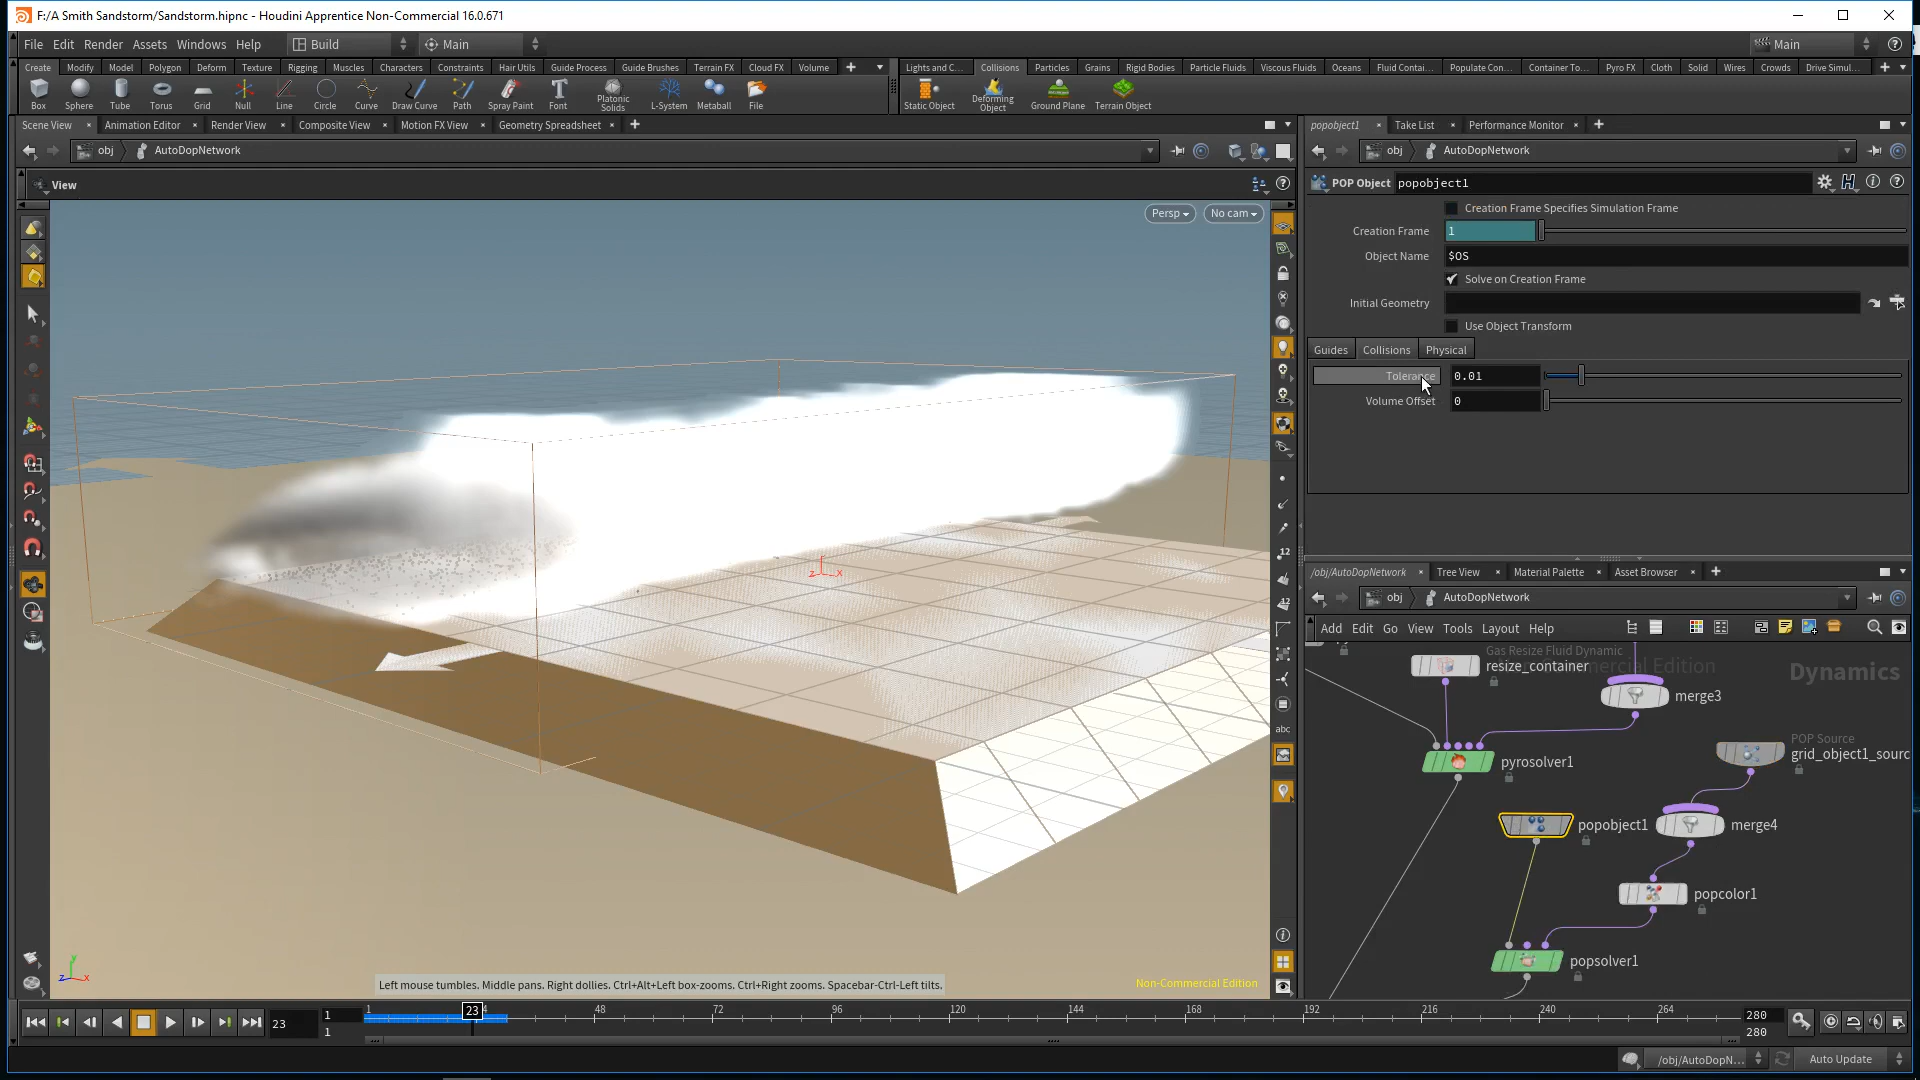 F:/A Smith Sandstorm/Sandstorm.hipnc - Houdini Apprentice Non-Commercial 16.0.671
File Edit Render Assets Windows Help Build Main Main
Create Modify Model Polygon Deform Texture Rigging Muscles Characters Constraints Hair Utils Guide Process Guide Brushes Terrain FX Cloud FX Volume
Lights and C... Collisions Particles Grains Rigid Bodies Particle Fluids Viscous Fluids Oceans Fluid Contai... Populate Con... Container To... Pyro FX Cloth Solid Wires Crowds Drive Simul...
Box Sphere Tube Torus Grid Null Line Circle Curve Draw Curve Path Spray Paint Font Platonic Solids L-System Metaball File
Static Object Deforming Object Ground Plane Terrain Object
Scene View Animation Editor Render View Composite View Motion FX View Geometry Spreadsheet
popobject1 Take List Performance Monitor
obj AutoDopNetwork
obj AutoDopNetwork
View
POP Object popobject1
Persp No cam
Creation Frame Specifies Simulation Frame
Creation Frame 1
Object Name $OS
Solve on Creation Frame
Initial Geometry
Use Object Transform
Guides Collisions Physical
Tolerance 0.01
Volume Offset 0
12
12
abc
/obj/AutoDopNetwork Tree View Material Palette Asset Browser
obj AutoDopNetwork
Add Edit Go View Tools Layout Help
Gas Resize Fluid Dynamic
resize_container
Commercial Edition
Dynamics
merge3
POP Source
grid_object1_sourc
pyrosolver1
popobject1
merge4
popcolor1
popsolver1
z x
y
z x
Left mouse tumbles. Middle pans. Right dollies. Ctrl+Alt+Left box-zooms. Ctrl+Right zooms. Spacebar-Ctrl-Left tilts.
Non-Commercial Edition
23 1 1 1 23 4 48 72 96 120 144 168 192 216 240 264 280 280
/obj/AutoDopN... Auto Update